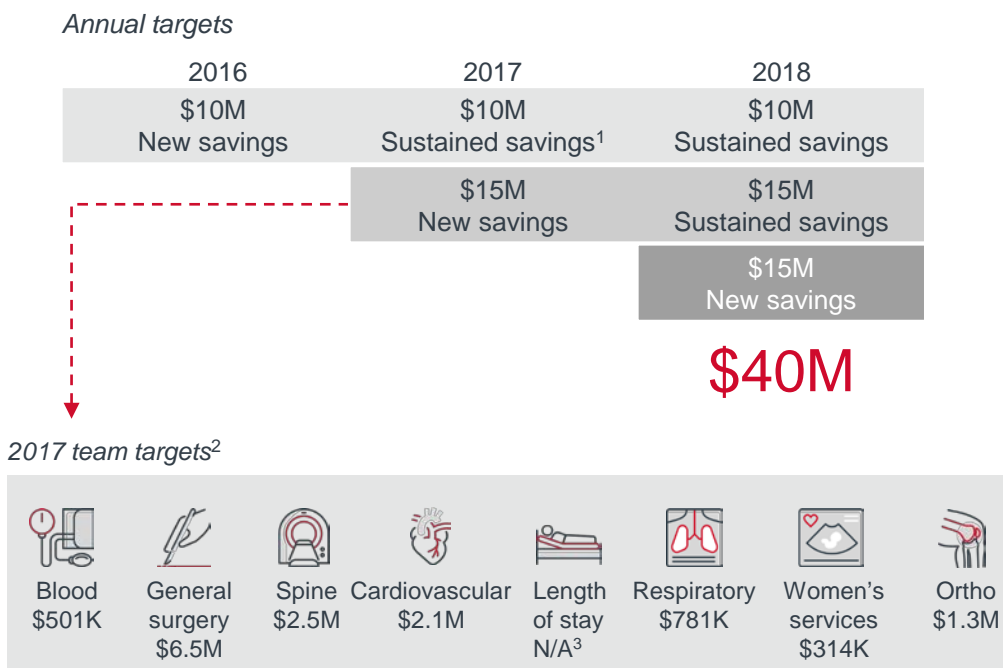 Annual targets
2016 2017 2018
$10M $10M $10M
New savings Sustained savings1 Sustained savings
$15M $15M
New savings Sustained savings
$15M
New savings
$40M
2017 team targets2
Blood General Spine Cardiovascular Length Respiratory Women’s Ortho
$501K surgery $2.5M $2.1M of stay $781K services $1.3M
$6.5M N/A3 $314K